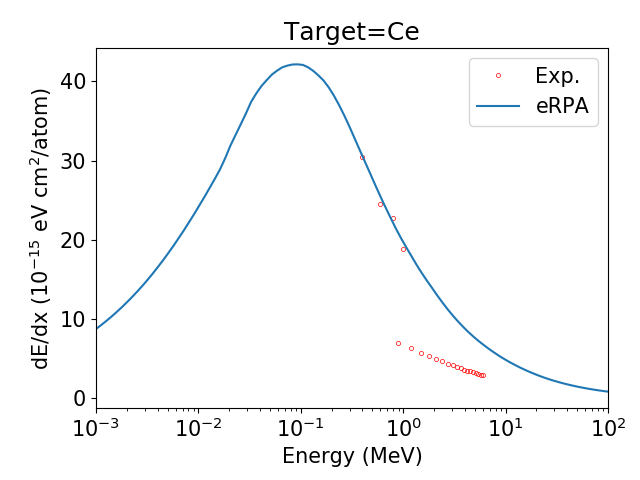 Target=Ce
Exp.
eRPA
dE/dx (10⁻¹⁵ eV cm²/atom)
40
30
20
10
0
10⁻³
10⁻²
10⁻¹
10⁰
10¹
10²
Energy (MeV)